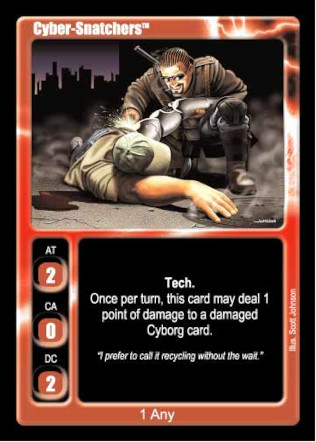 Cyber-Snatchers™
AT
2
CA
0
DC
2
Tech.
Once per turn, this card may deal 1
point of damage to a damaged
Cyborg card.
"I prefer to call it recycling without the wait."
Illus. Scott Johnson
1 Any